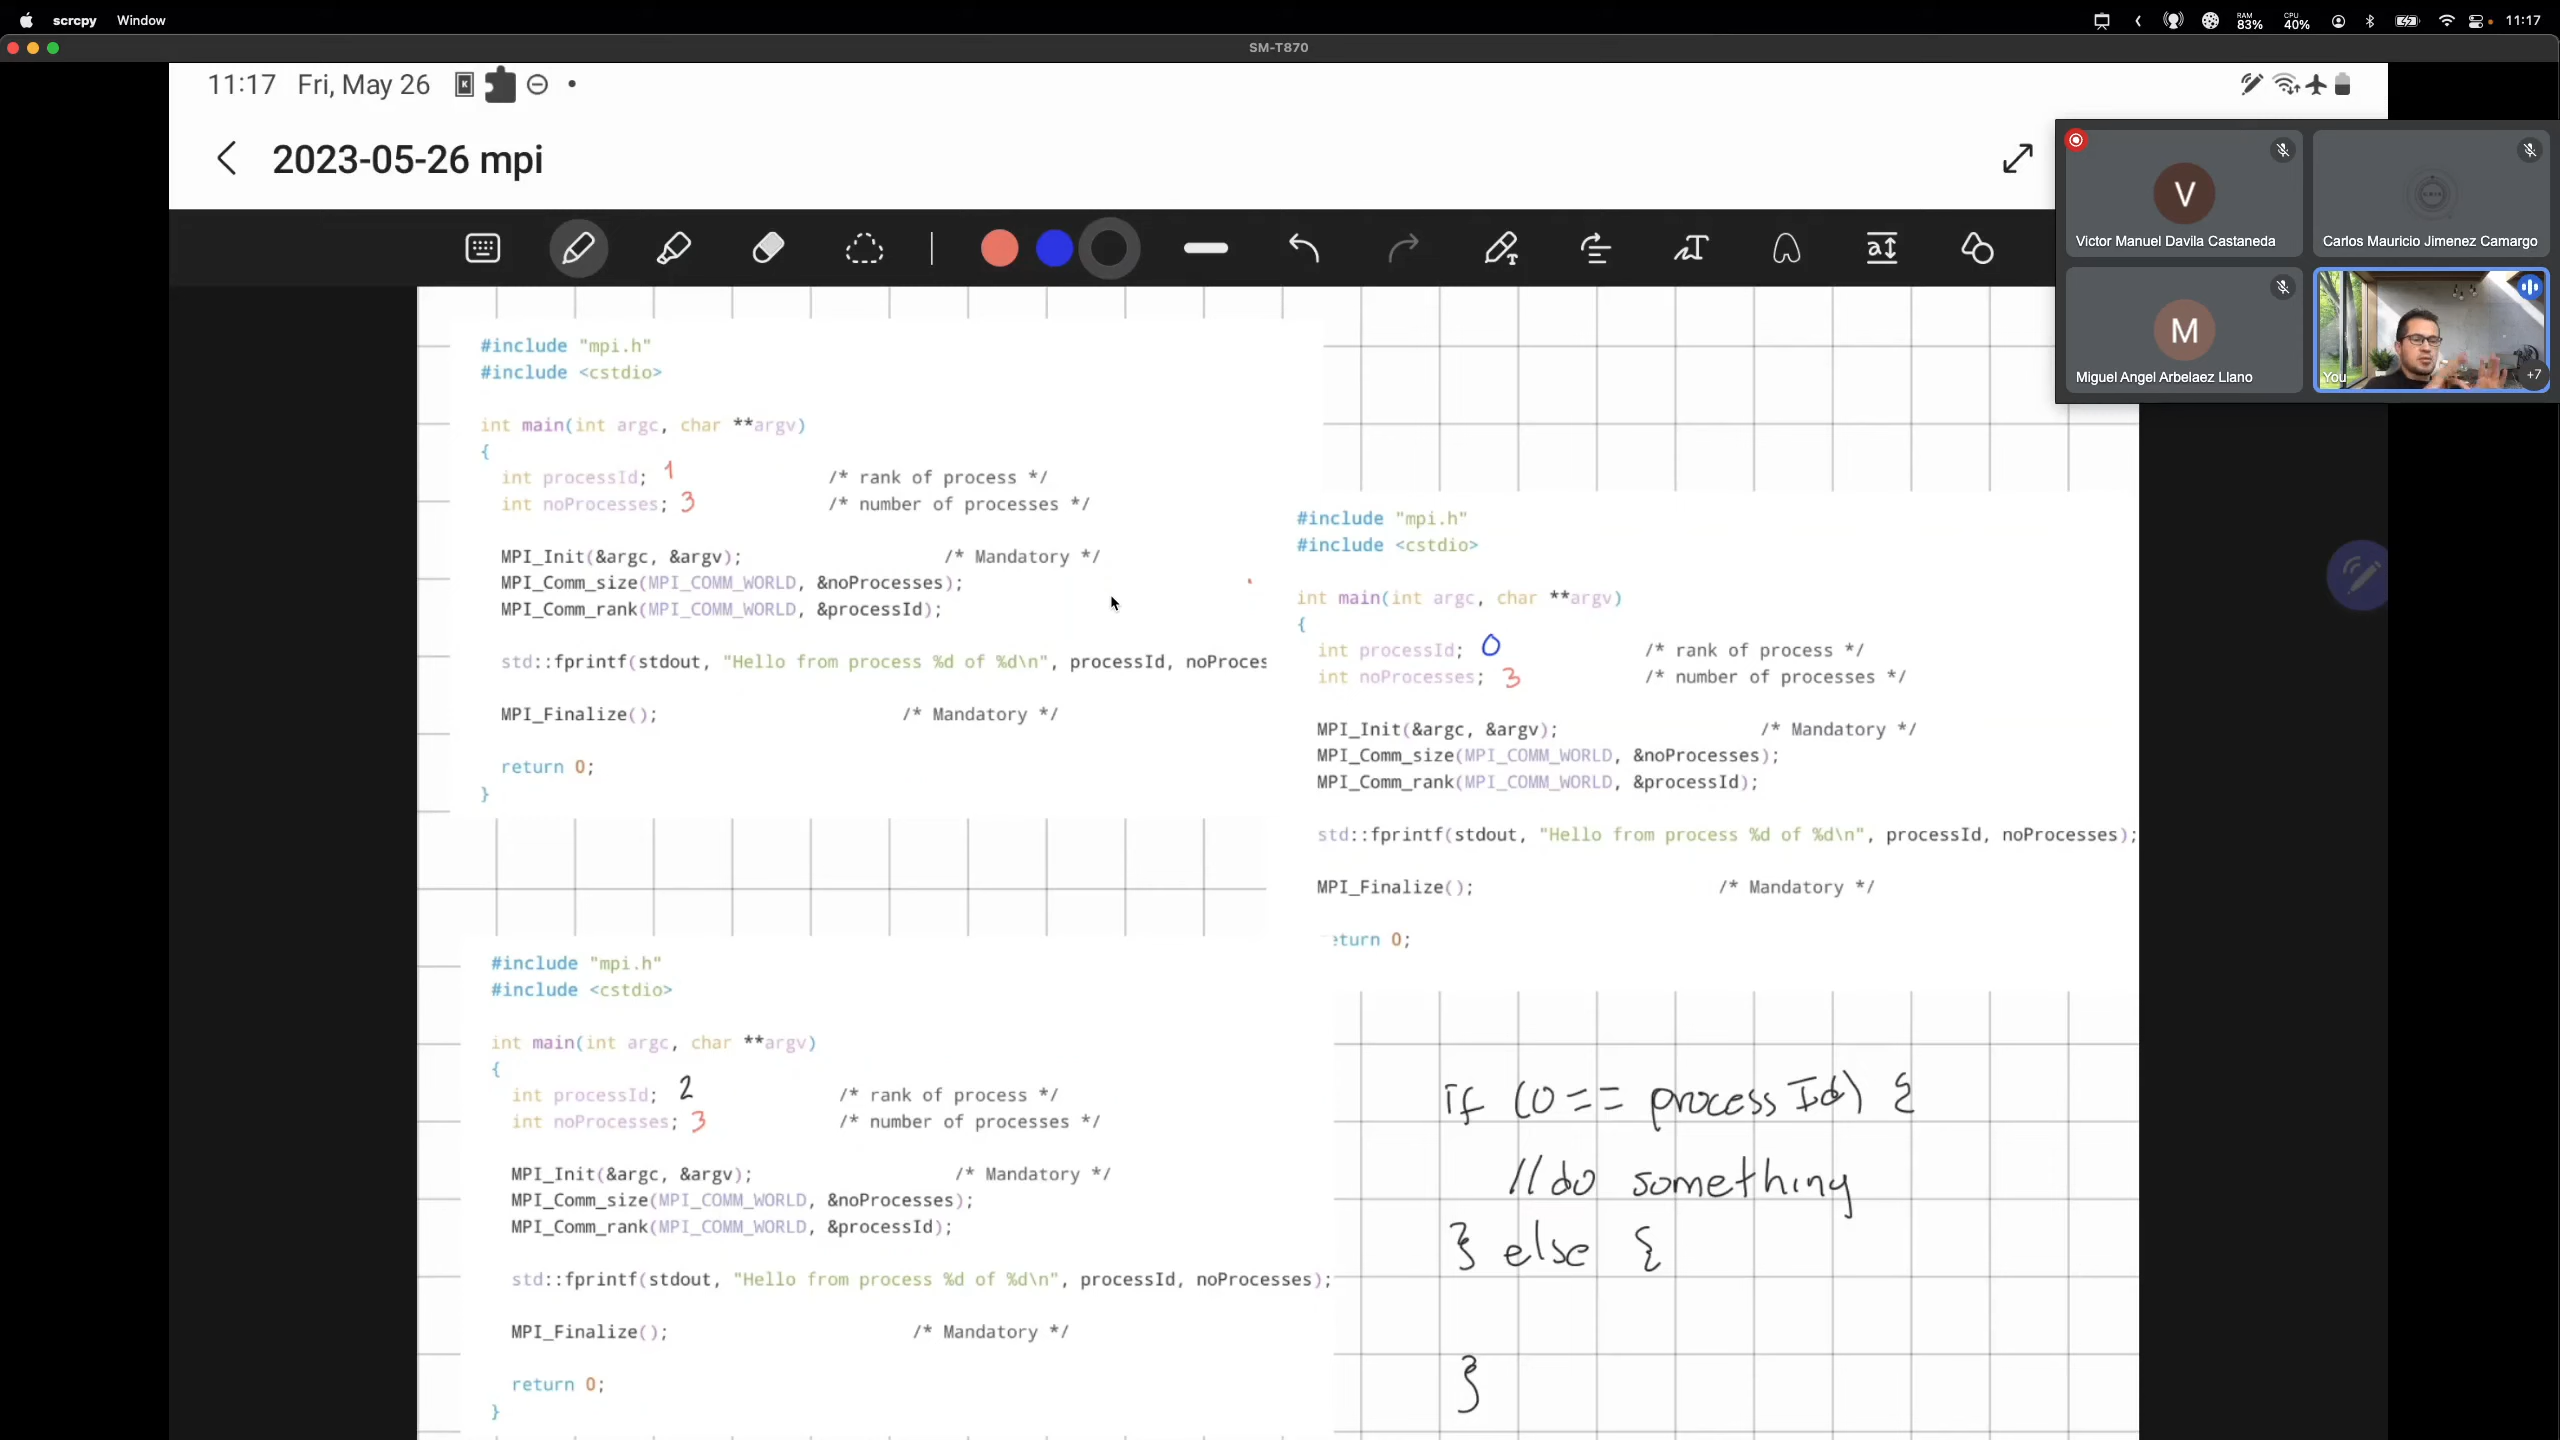 scrcpy Window RAM 83% CPU 40% 11:17
SM-T870
11:17 Fri, May 26
2023-05-26 mpi
V
Victor Manuel Davila Castaneda
Carlos Mauricio Jimenez Camargo
M
Miguel Angel Arbelaez Llano
You
+7
#include "mpi.h"
#include <cstdio>
int main(int argc, char **argv)
{
int processId; 1 /* rank of process */
int noProcesses; 3 /* number of processes */
MPI_Init(&argc, &argv); /* Mandatory */
MPI_Comm_size(MPI_COMM_WORLD, &noProcesses);
MPI_Comm_rank(MPI_COMM_WORLD, &processId);
std::fprintf(stdout, "Hello from process %d of %d\n", processId, noProces
MPI_Finalize(); /* Mandatory */
return 0;
}
#include "mpi.h"
#include <cstdio>
int main(int argc, char **argv)
{
int processId; 0 /* rank of process */
int noProcesses; 3 /* number of processes */
MPI_Init(&argc, &argv); /* Mandatory */
MPI_Comm_size(MPI_COMM_WORLD, &noProcesses);
MPI_Comm_rank(MPI_COMM_WORLD, &processId);
std::fprintf(stdout, "Hello from process %d of %d\n", processId, noProcesses);
MPI_Finalize(); /* Mandatory */
eturn 0;
#include "mpi.h"
#include <cstdio>
int main(int argc, char **argv)
{
int processId; 2 /* rank of process */
int noProcesses; 3 /* number of processes */
MPI_Init(&argc, &argv); /* Mandatory */
MPI_Comm_size(MPI_COMM_WORLD, &noProcesses);
MPI_Comm_rank(MPI_COMM_WORLD, &processId);
std::fprintf(stdout, "Hello from process %d of %d\n", processId, noProcesses);
MPI_Finalize(); /* Mandatory */
return 0;
}
if (0 == processId) {
//do something
} else {
}